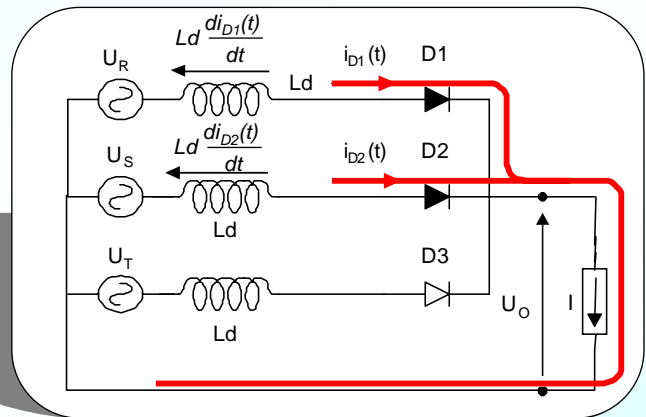 Ld diD1(t)/dt
UR
Ld
iD1(t)
D1
Ld diD2(t)/dt
US
Ld
iD2(t)
D2
UT
Ld
D3
UO
I